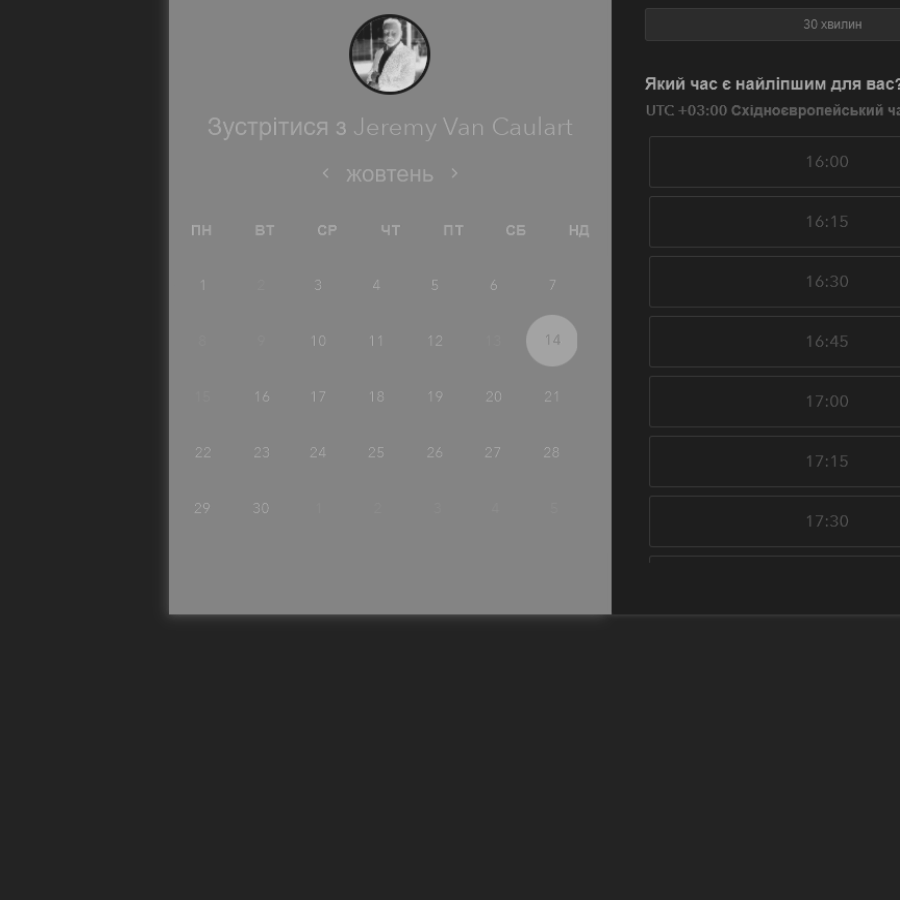 30 хвилин
Зустрітися з Jeremy Van Caulart
жовтень
ПН ВТ СР ЧТ ПТ СБ НД
1 2 3 4 5 6 7
8 9 10 11 12 13 14
15 16 17 18 19 20 21
22 23 24 25 26 27 28
29 30 1 2 3 4 5
Який час є найліпшим для вас?
UTC +03:00 Східноєвропейський
16:00
16:15
16:30
16:45
17:00
17:15
17:30